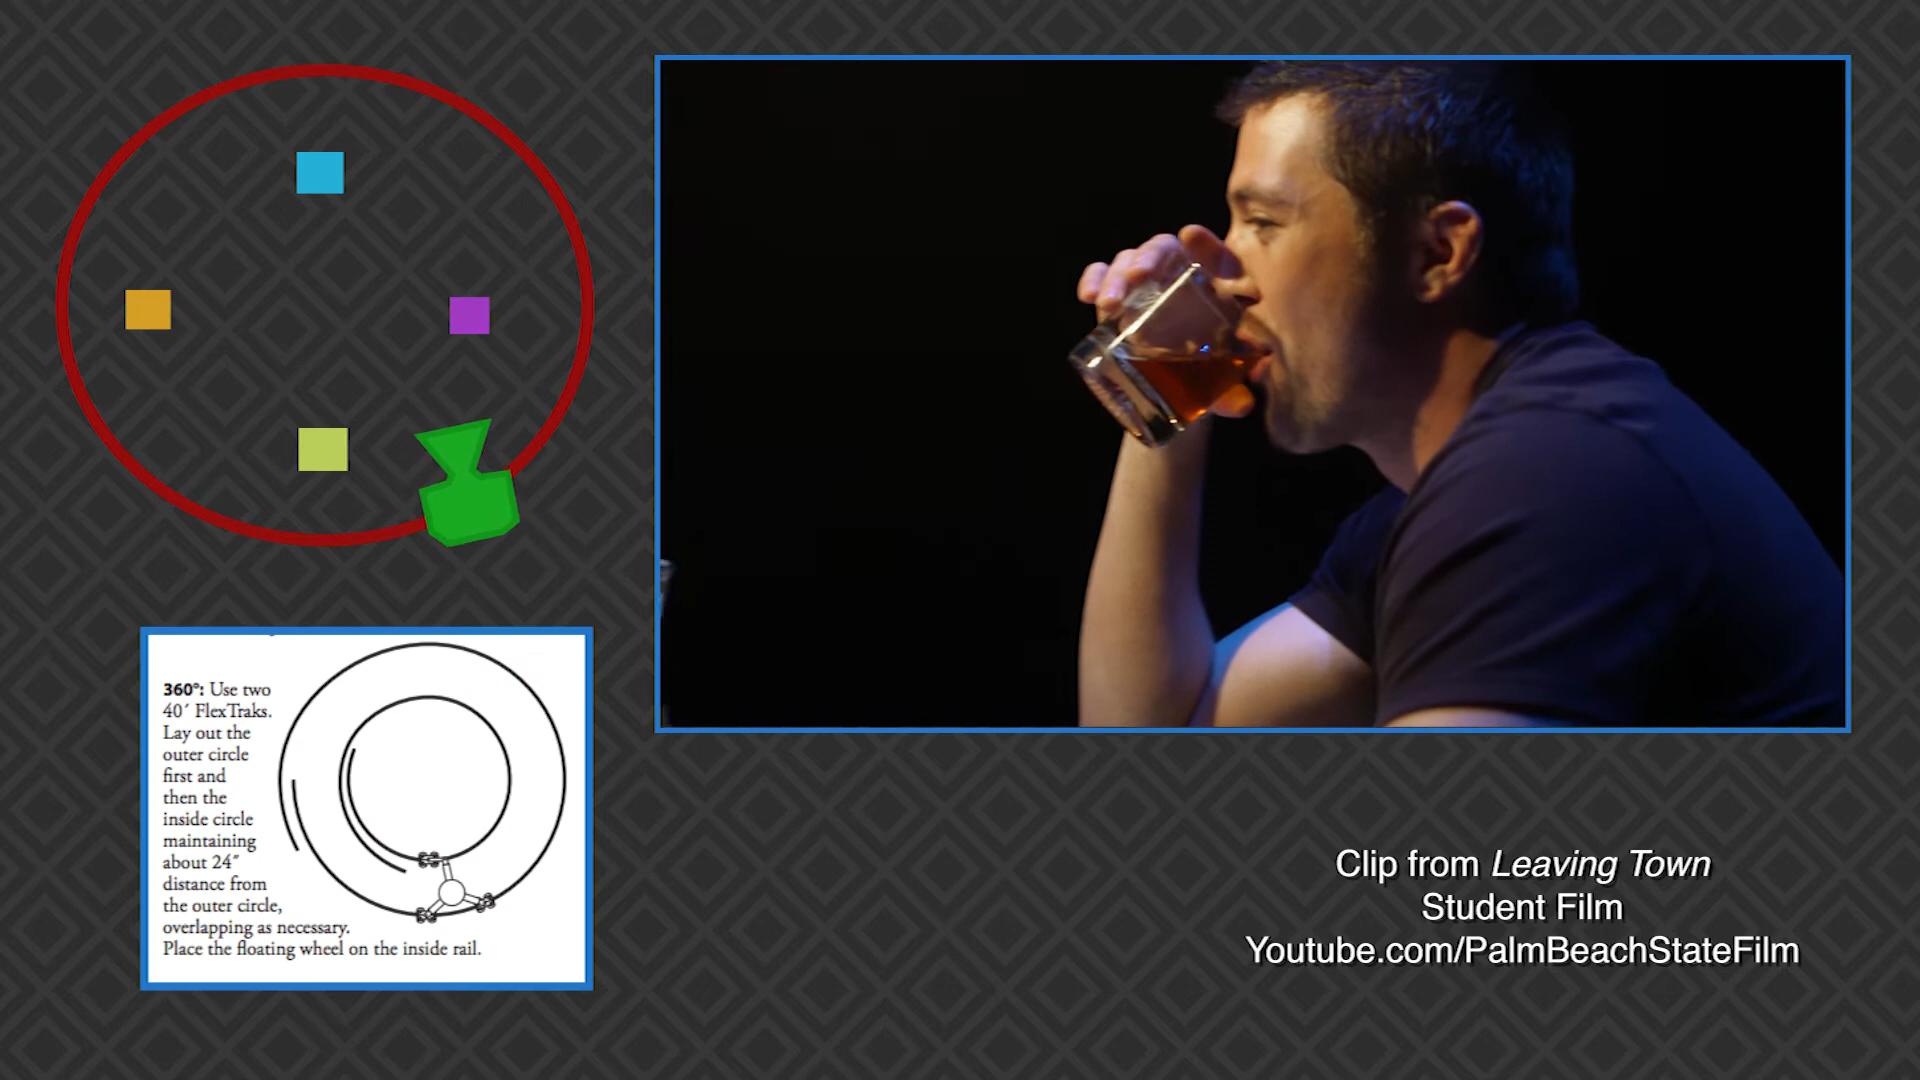 360°: Use two
40′ FlexTraks.
Lay out the
outer circle
first and
then the
inside circle
maintaining
about 24″
distance from
the outer circle,
overlapping as necessary.
Place the floating wheel on the inside rail.
Clip from Leaving Town
Student Film
Youtube.com/PalmBeachStateFilm